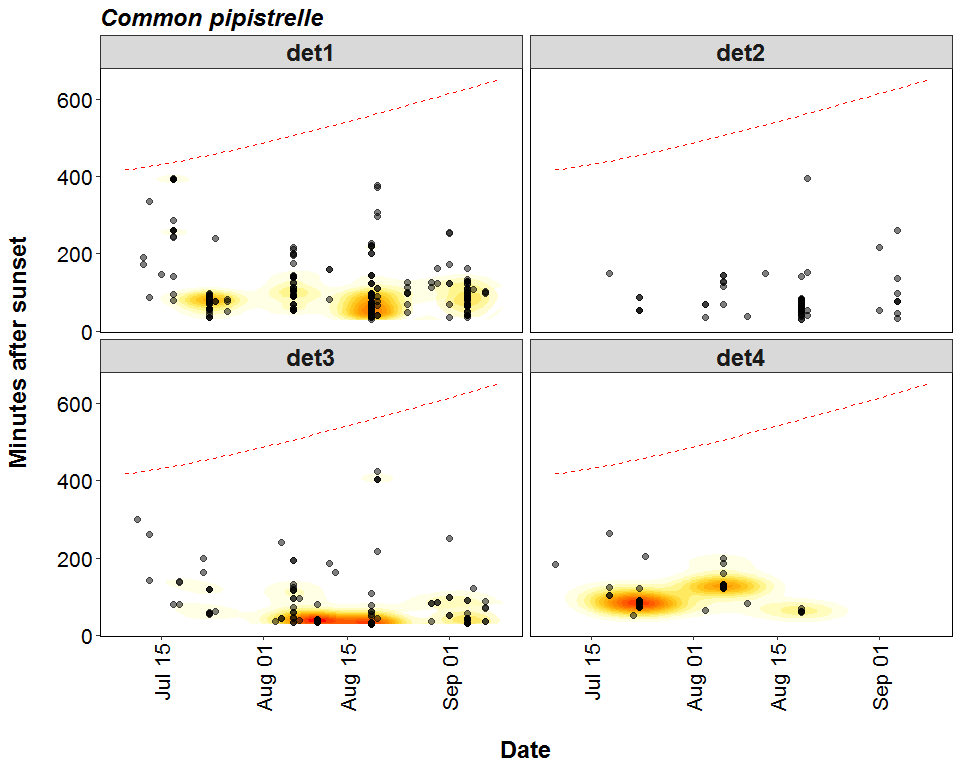 Common pipistrelle
det1
det2
600
400
200
0
det3
det4
600
400
200
0
Minutes after sunset
Jul 15
Aug 01
Aug 15
Sep 01
Jul 15
Aug 01
Aug 15
Sep 01
Date